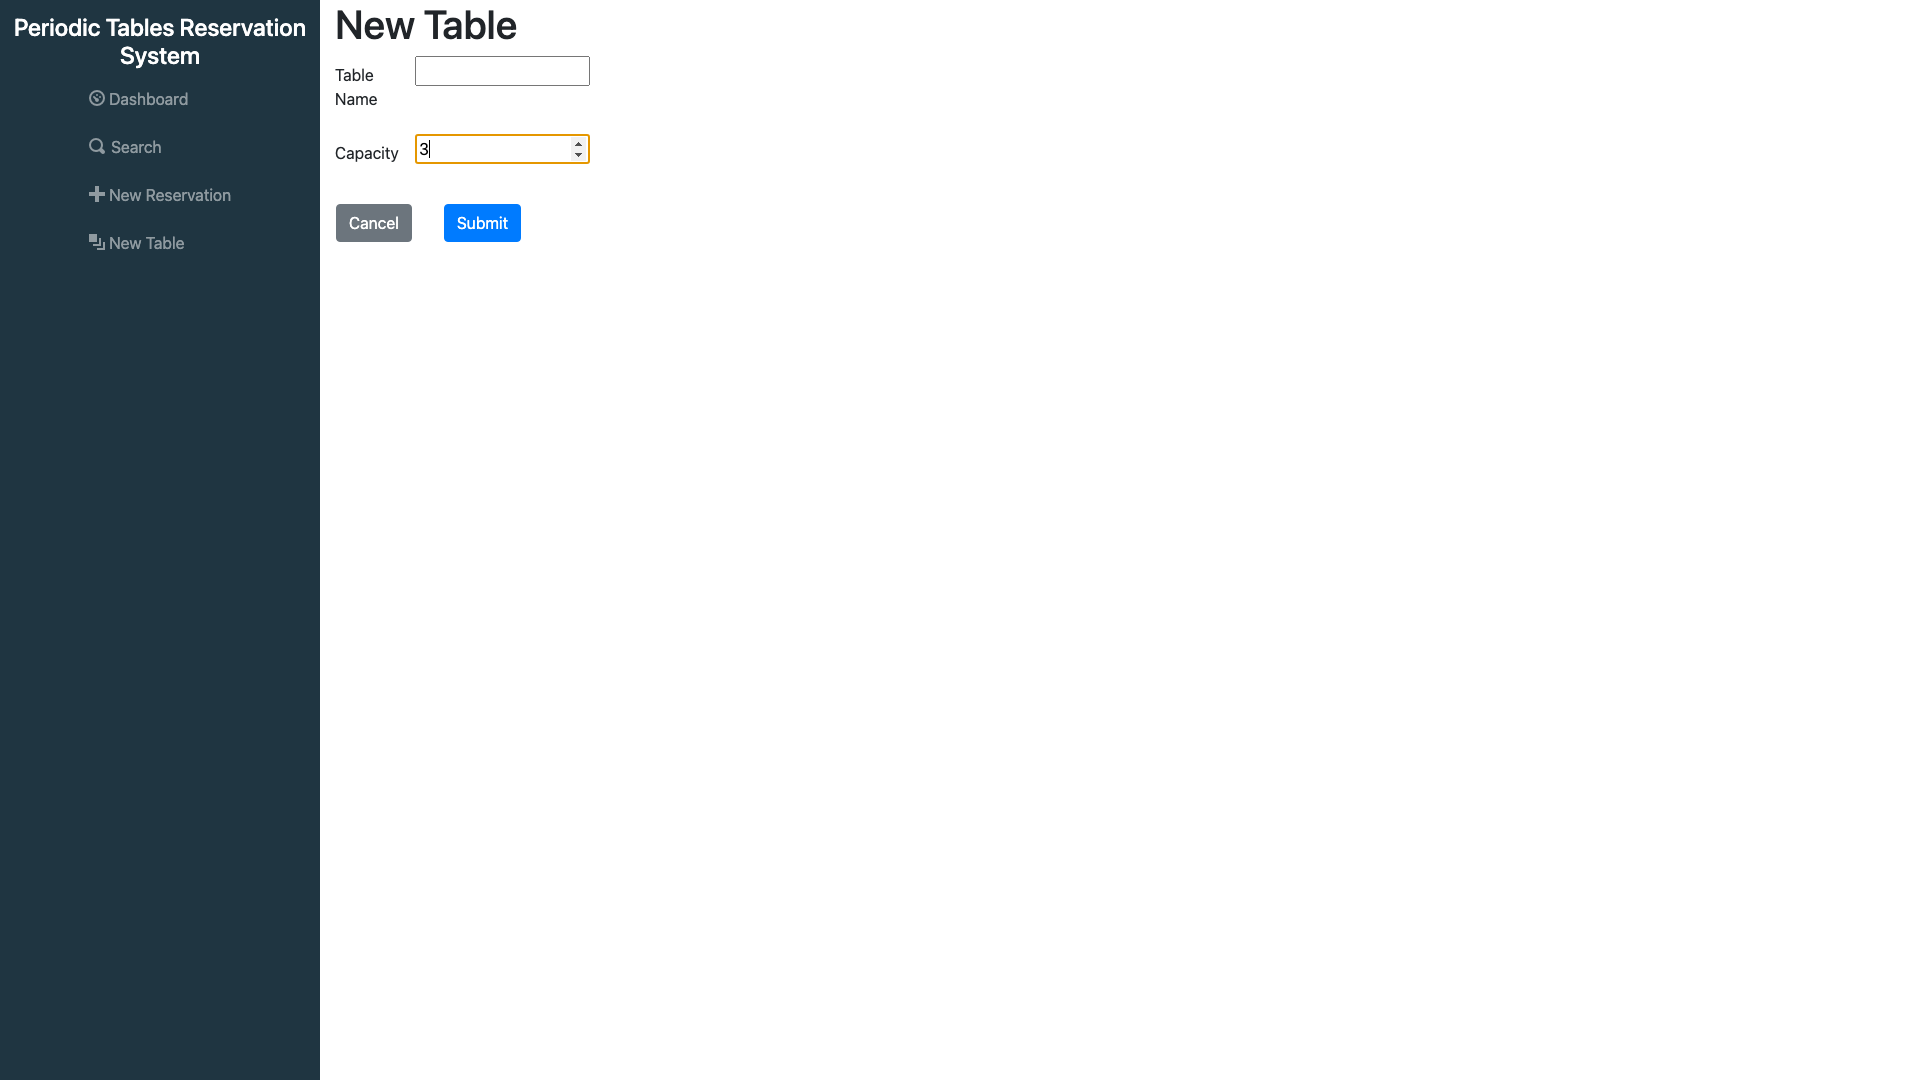 Periodic Tables Reservation
System
Dashboard
Search
New Reservation
New Table
New Table
Table
Name
Capacity
3
Cancel
Submit